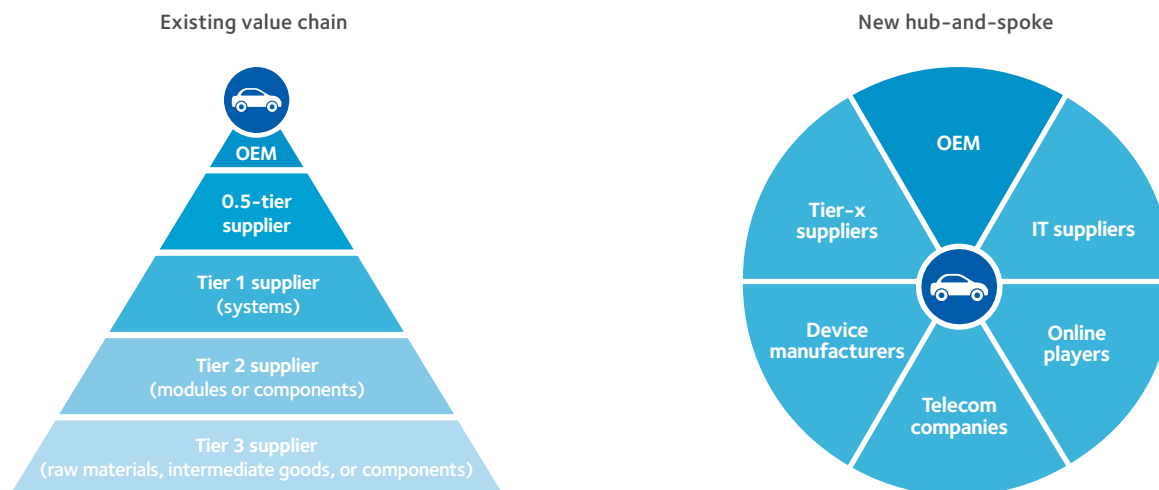 Existing value chain
OEM
0.5-tier
supplier
Tier 1 supplier
(systems)
Tier 2 supplier
(modules or components)
Tier 3 supplier
(raw materials, intermediate goods, or components)
New hub-and-spoke
OEM
Tier-x
suppliers
IT suppliers
Device
manufacturers
Online
players
Telecom
companies